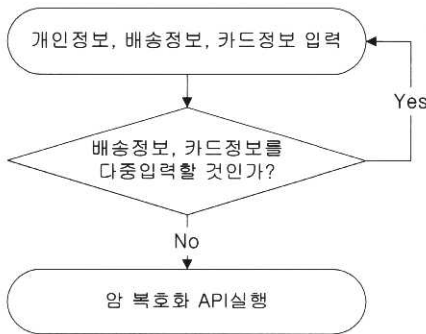 개인정보, 배송정보, 카드정보 입력
Yes
배송정보, 카드정보를
다중입력할 것인가?
No
암 복호화 API실행